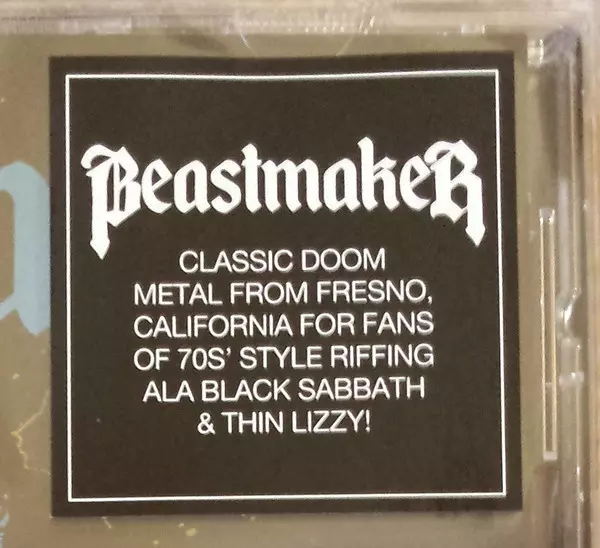 BeastmakeR
CLASSIC DOOM
METAL FROM FRESNO,
CALIFORNIA FOR FANS
OF 70S' STYLE RIFFING
ALA BLACK SABBATH
& THIN LIZZY!